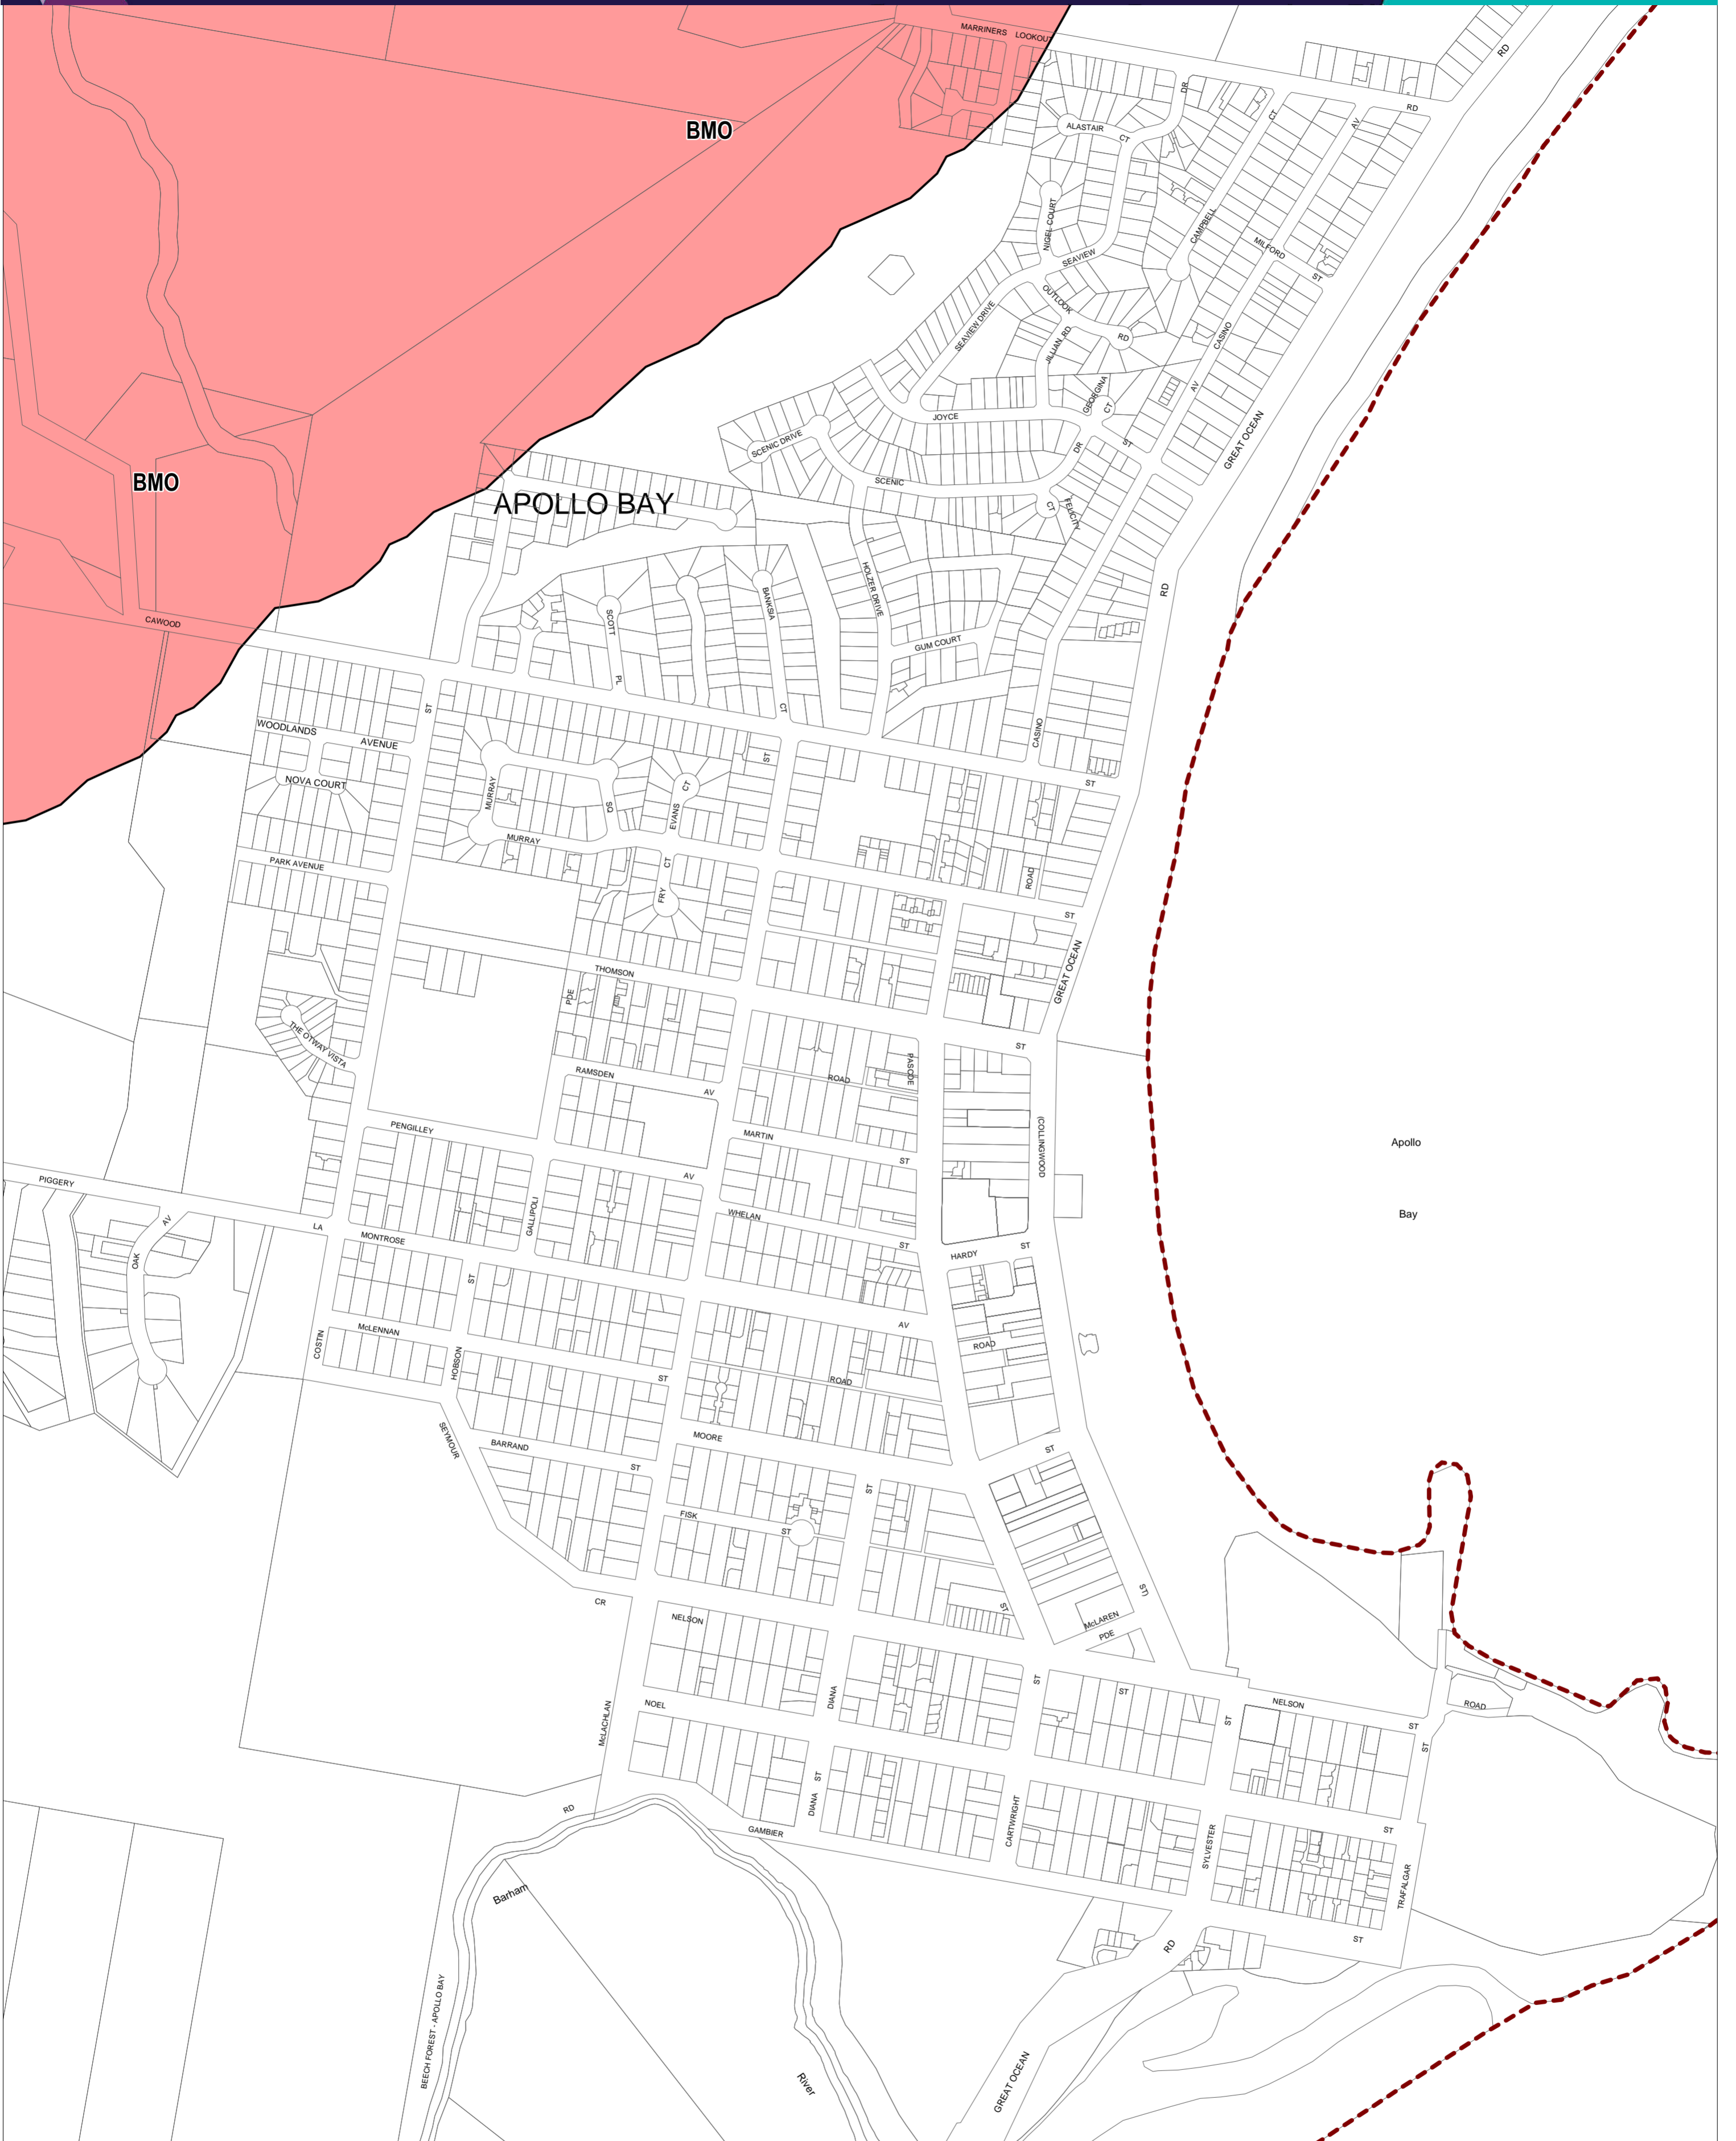 MARRINERS LOOKOUT
RD
RD
BMO
ALASTAIR
CT
DR
CT
AV
NIGEL COURT
SEAVIEW
CAMPBELL
MILFORD
ST
OUTLOOK
RD
SEAVIEW DRIVE
JILLIAN RD
CASINO
AV
GEORGINA
CT
JOYCE
ST
DR
GREAT OCEAN
SCENIC DRIVE
SCENIC
BMO
APOLLO BAY
CT
FELICITY
HOLZER DRIVE
RD
BANKSIA
SCOTT
CAWOOD
GUM COURT
PL
CT
ST
WOODLANDS
AVENUE
CASINO
ST
NOVA COURT
ST
MURRAY
CT
SQ
EVANS
MURRAY
PARK AVENUE
CT
FRY
ROAD
ST
THOMSON
GREAT OCEAN
PDE
THE OTWAY VISTA
ST
RAMSDEN
ROAD
PASCOE
AV
PENGILLEY
MARTIN
(COLLINGWOOD
Apollo
ST
PIGGERY
AV
Bay
AV
LA
GALLIPOLI
WHELAN
MONTROSE
ST
HARDY
ST
OAK
ST
McLENNAN
AV
COSTIN
ROAD
HOBSON
ST
ROAD
SEYMOUR
BARRAND
MOORE
ST
ST
ST
FISK
ST
CR
NELSON
ST
ST)
McLAREN
PDE
ST
ST
NOEL
DIANA
NELSON
ROAD
McLACHLAN
ST
ST
ST
DIANA ST
RD
GAMBIER
CARTWRIGHT
SYLVESTER
ST
TRAFALGAR
Barham
ST
RD
BEECH FOREST - APOLLO BAY
River
GREAT OCEAN